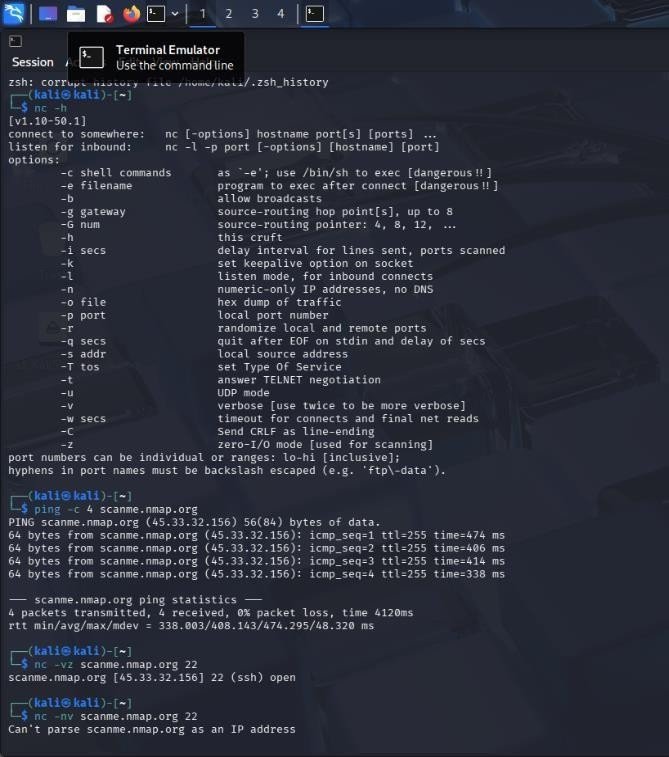 1 2 3 4
Terminal Emulator
Use the command line
Session
zsh: corrupt history file /home/kali/.zsh_history
┌──(kali㉿kali)-[~]
└─$ nc -h
[v1.10-50.1]
connect to somewhere:   nc [-options] hostname port[s] [ports] ...
listen for inbound:     nc -l -p port [-options] [hostname] [port]
options:
        -c shell commands       as `-e'; use /bin/sh to exec [dangerous!!]
        -e filename             program to exec after connect [dangerous!!]
        -b                      allow broadcasts
        -g gateway              source-routing hop point[s], up to 8
        -G num                  source-routing pointer: 4, 8, 12, ...
        -h                      this cruft
        -i secs                 delay interval for lines sent, ports scanned
        -k                      set keepalive option on socket
        -l                      listen mode, for inbound connects
        -n                      numeric-only IP addresses, no DNS
        -o file                 hex dump of traffic
        -p port                 local port number
        -r                      randomize local and remote ports
        -q secs                 quit after EOF on stdin and delay of secs
        -s addr                 local source address
        -T tos                  set Type Of Service
        -t                      answer TELNET negotiation
        -u                      UDP mode
        -v                      verbose [use twice to be more verbose]
        -w secs                 timeout for connects and final net reads
        -C                      Send CRLF as line-ending
        -z                      zero-I/O mode [used for scanning]
port numbers can be individual or ranges: lo-hi [inclusive];
hyphens in port names must be backslash escaped (e.g. 'ftp\-data').
┌──(kali㉿kali)-[~]
└─$ ping -c 4 scanme.nmap.org
PING scanme.nmap.org (45.33.32.156) 56(84) bytes of data.
64 bytes from scanme.nmap.org (45.33.32.156): icmp_seq=1 ttl=255 time=474 ms
64 bytes from scanme.nmap.org (45.33.32.156): icmp_seq=2 ttl=255 time=406 ms
64 bytes from scanme.nmap.org (45.33.32.156): icmp_seq=3 ttl=255 time=414 ms
64 bytes from scanme.nmap.org (45.33.32.156): icmp_seq=4 ttl=255 time=338 ms
--- scanme.nmap.org ping statistics ---
4 packets transmitted, 4 received, 0% packet loss, time 4120ms
rtt min/avg/max/mdev = 338.003/408.143/474.295/48.320 ms
┌──(kali㉿kali)-[~]
└─$ nc -vz scanme.nmap.org 22
scanme.nmap.org [45.33.32.156] 22 (ssh) open
┌──(kali㉿kali)-[~]
└─$ nc -nv scanme.nmap.org 22
Can't parse scanme.nmap.org as an IP address